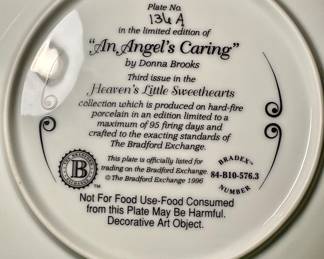 Plate No.
136 A
in the limited edition of
"An Angel's Caring"
by Donna Brooks
Third issue in the
Heaven's Little Sweethearts
collection which is produced on hard-fire
porcelain in an edition limited to a
maximum of 95 firing days and
crafted to the exacting standards of
The Bradford Exchange.
This plate is officially listed for
trading on the Bradford Exchange.
© The Bradford Exchange 1996
B
TM
BRADEX™
84-B10-576.3
NUMBER
Not For Food Use-Food Consumed
from this Plate May Be Harmful.
Decorative Art Object.